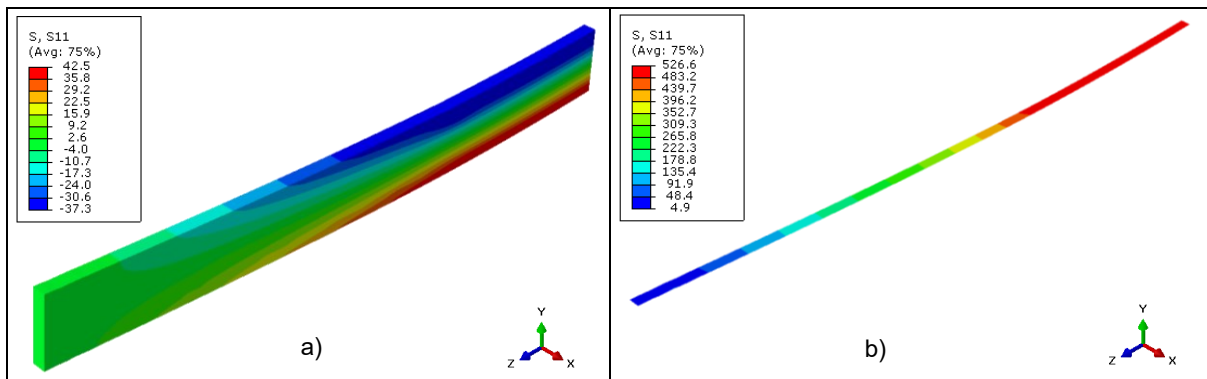 S, S11
(Avg: 75%)
42.5
35.8
29.2
22.5
15.9
9.2
2.6
-4.0
-10.7
-17.3
-24.0
-30.6
-37.3
Y
Z
X
a)
S, S11
(Avg: 75%)
526.6
483.2
439.7
396.2
352.7
309.3
265.8
222.3
178.8
135.4
91.9
48.4
4.9
Y
Z
X
b)